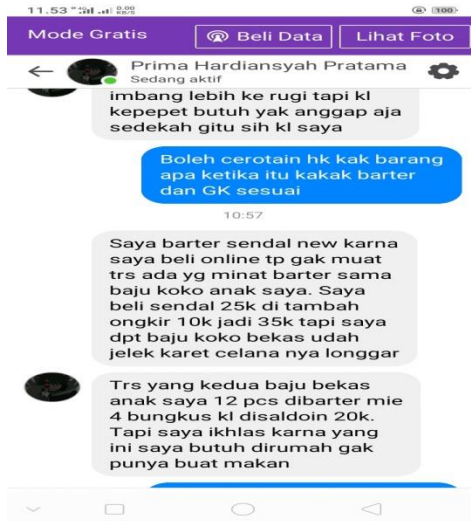 11.53
0.00
KB/S
100
Mode Gratis
Beli Data
Lihat Foto
Prima Hardiansyah Pratama
Sedang aktif
imbang lebih ke rugi tapi kl
kepepet butuh yak anggap aja
sedekah gitu sih kl saya
Boleh cerotain hk kak barang
apa ketika itu kakak barter
dan GK sesuai
10:57
Saya barter sendal new karna
saya beli online tp gak muat
trs ada yg minat barter sama
baju koko anak saya. Saya
beli sendal 25k di tambah
ongkir 10k jadi 35k tapi saya
dpt baju koko bekas udah
jelek karet celana nya longgar
Trs yang kedua baju bekas
anak saya 12 pcs dibarter mie
4 bungkus kl disaldoin 20k.
Tapi saya ikhlas karna yang
ini saya butuh dirumah gak
punya buat makan